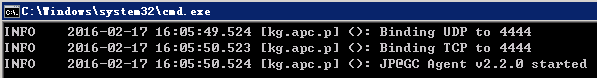 C:\Windows\system32\cmd.exe
INFO    2016-02-17 16:05:49.524 [kg.apc.p] (): Binding UDP to 4444
INFO    2016-02-17 16:05:50.523 [kg.apc.p] (): Binding TCP to 4444
INFO    2016-02-17 16:05:50.524 [kg.apc.p] (): JP@GC Agent v2.2.0 started